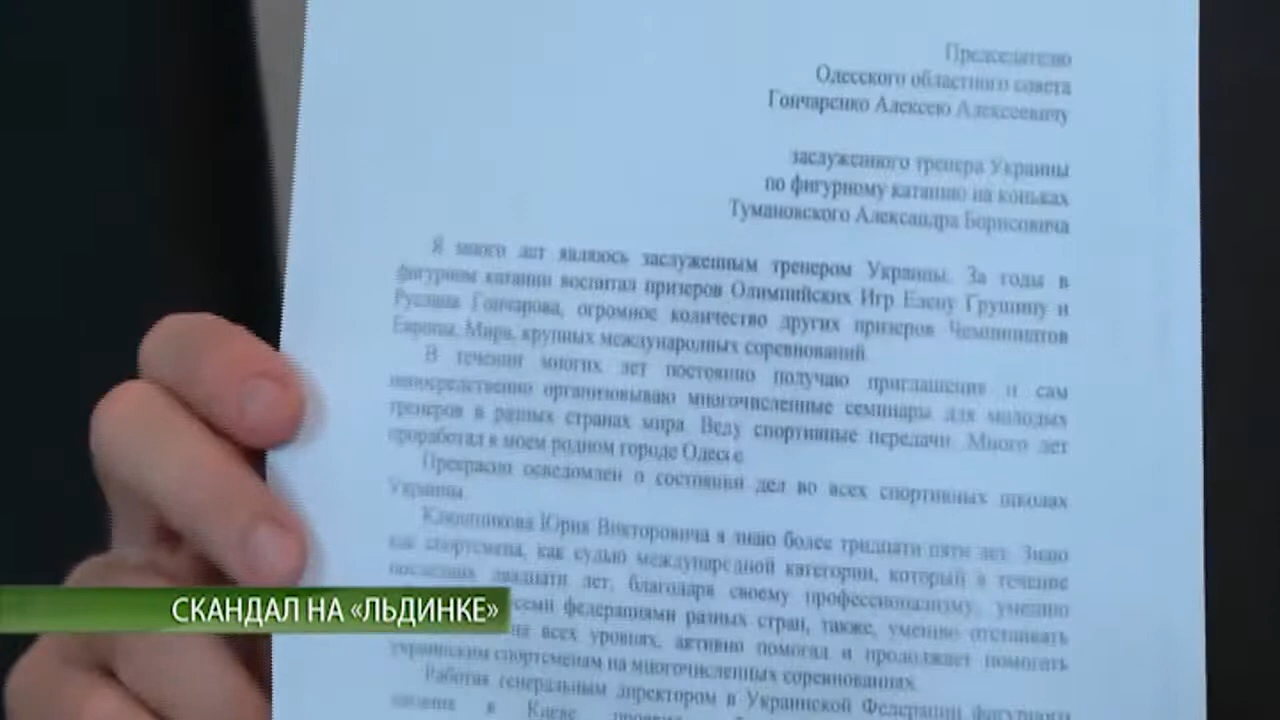 Председателю
Одесского областного совета
Гончаренко Алексею Алексеевичу
заслуженного тренера Украины
по фигурному катанию на коньках
Тумановского Александра Борисовича
Я много лет являюсь заслуженным тренером Украины. За годы в
фигурном катании воспитал призеров Олимпийских Игр Елену Грушину и
Руслана Гончарова, огромное количество других призеров Чемпионатов
Европы, Мира, крупных международных соревнований.
В течении многих лет постоянно получаю приглашения и сам
непосредственно организовываю многочисленные семинары для молодых
тренеров в разных странах мира. Веду спортивные передачи. Много лет
проработал в моем родном городе Одессе.
Прекрасно осведомлен о состоянии дел во всех спортивных школах
Украины.
Юрия Викторовича я знаю более тридцати пяти лет. Знаю
как спортсмена, как судью международной категории, который в течение
последних двадцати лет, благодаря своему профессионализму, умению
всеми федерациями разных стран, также, умению отстаивать
на всех уровнях, активно помогал и продолжает помогать
украинским спортсменам на многочисленных соревнованиях.
Работая генеральным директором в Украинской Федерации фигурного
катания в Киеве
СКАНДАЛ НА «ЛЬДИНКЕ»